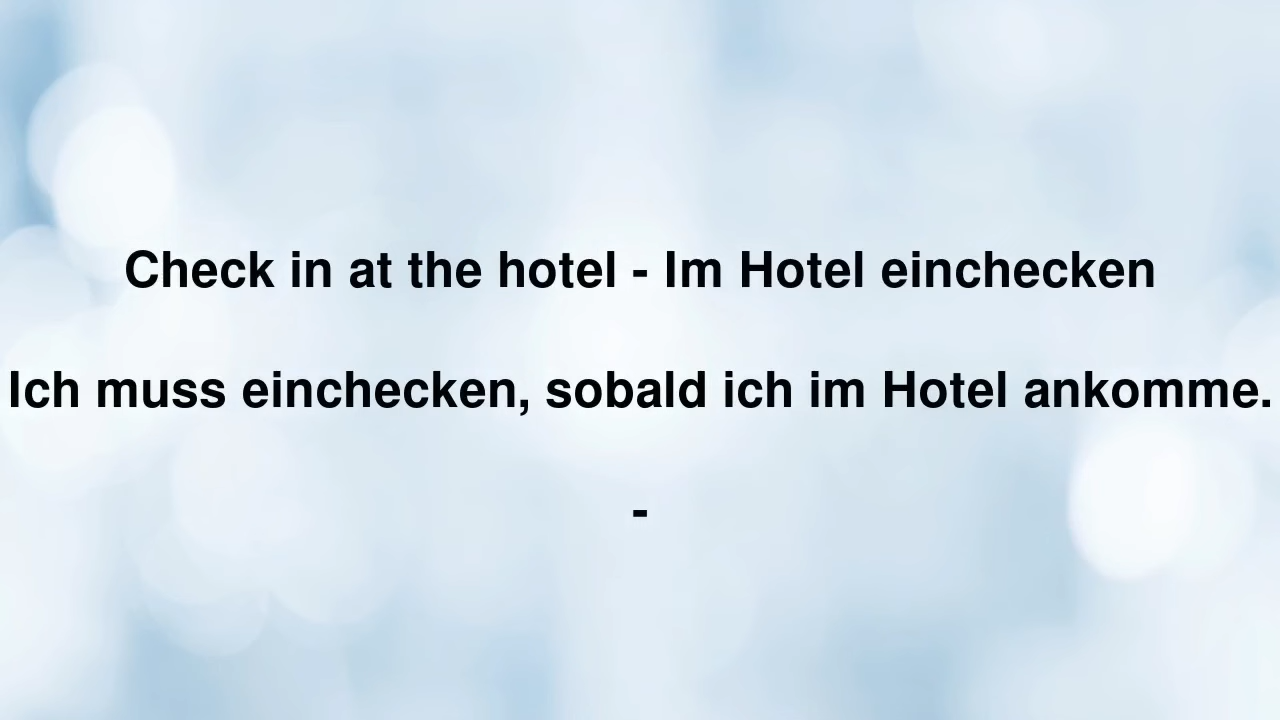 Check in at the hotel - Im Hotel einchecken
Ich muss einchecken, sobald ich im Hotel ankomme.
-